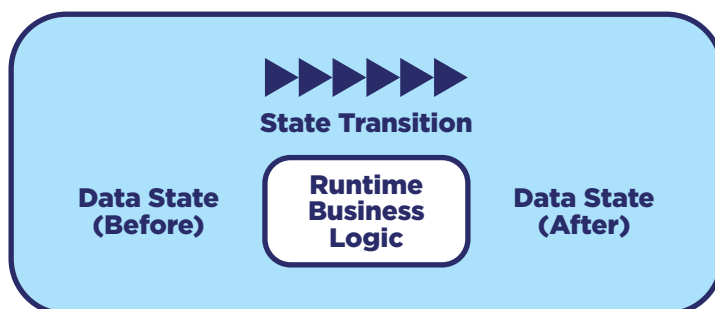 State Transition
Data State
(Before)
Runtime
Business
Logic
Data State
(After)